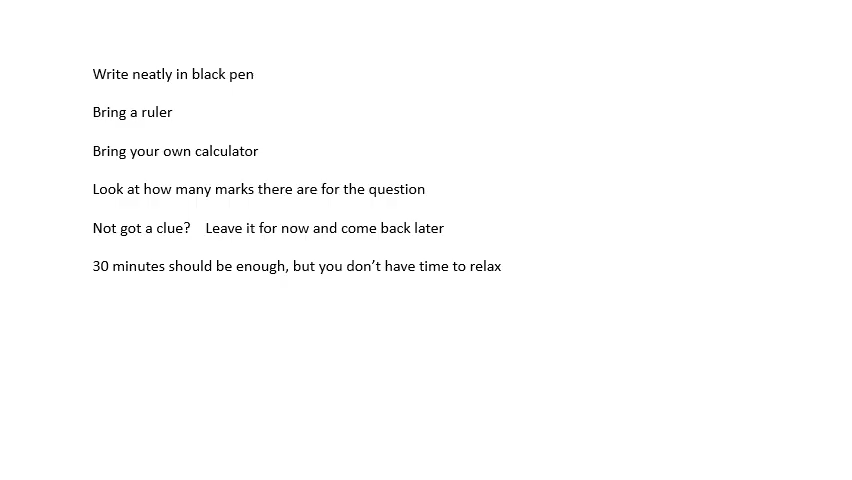 Write neatly in black pen
Bring a ruler
Bring your own calculator
Look at how many marks there are for the question
Not got a clue?    Leave it for now and come back later
30 minutes should be enough, but you don’t have time to relax